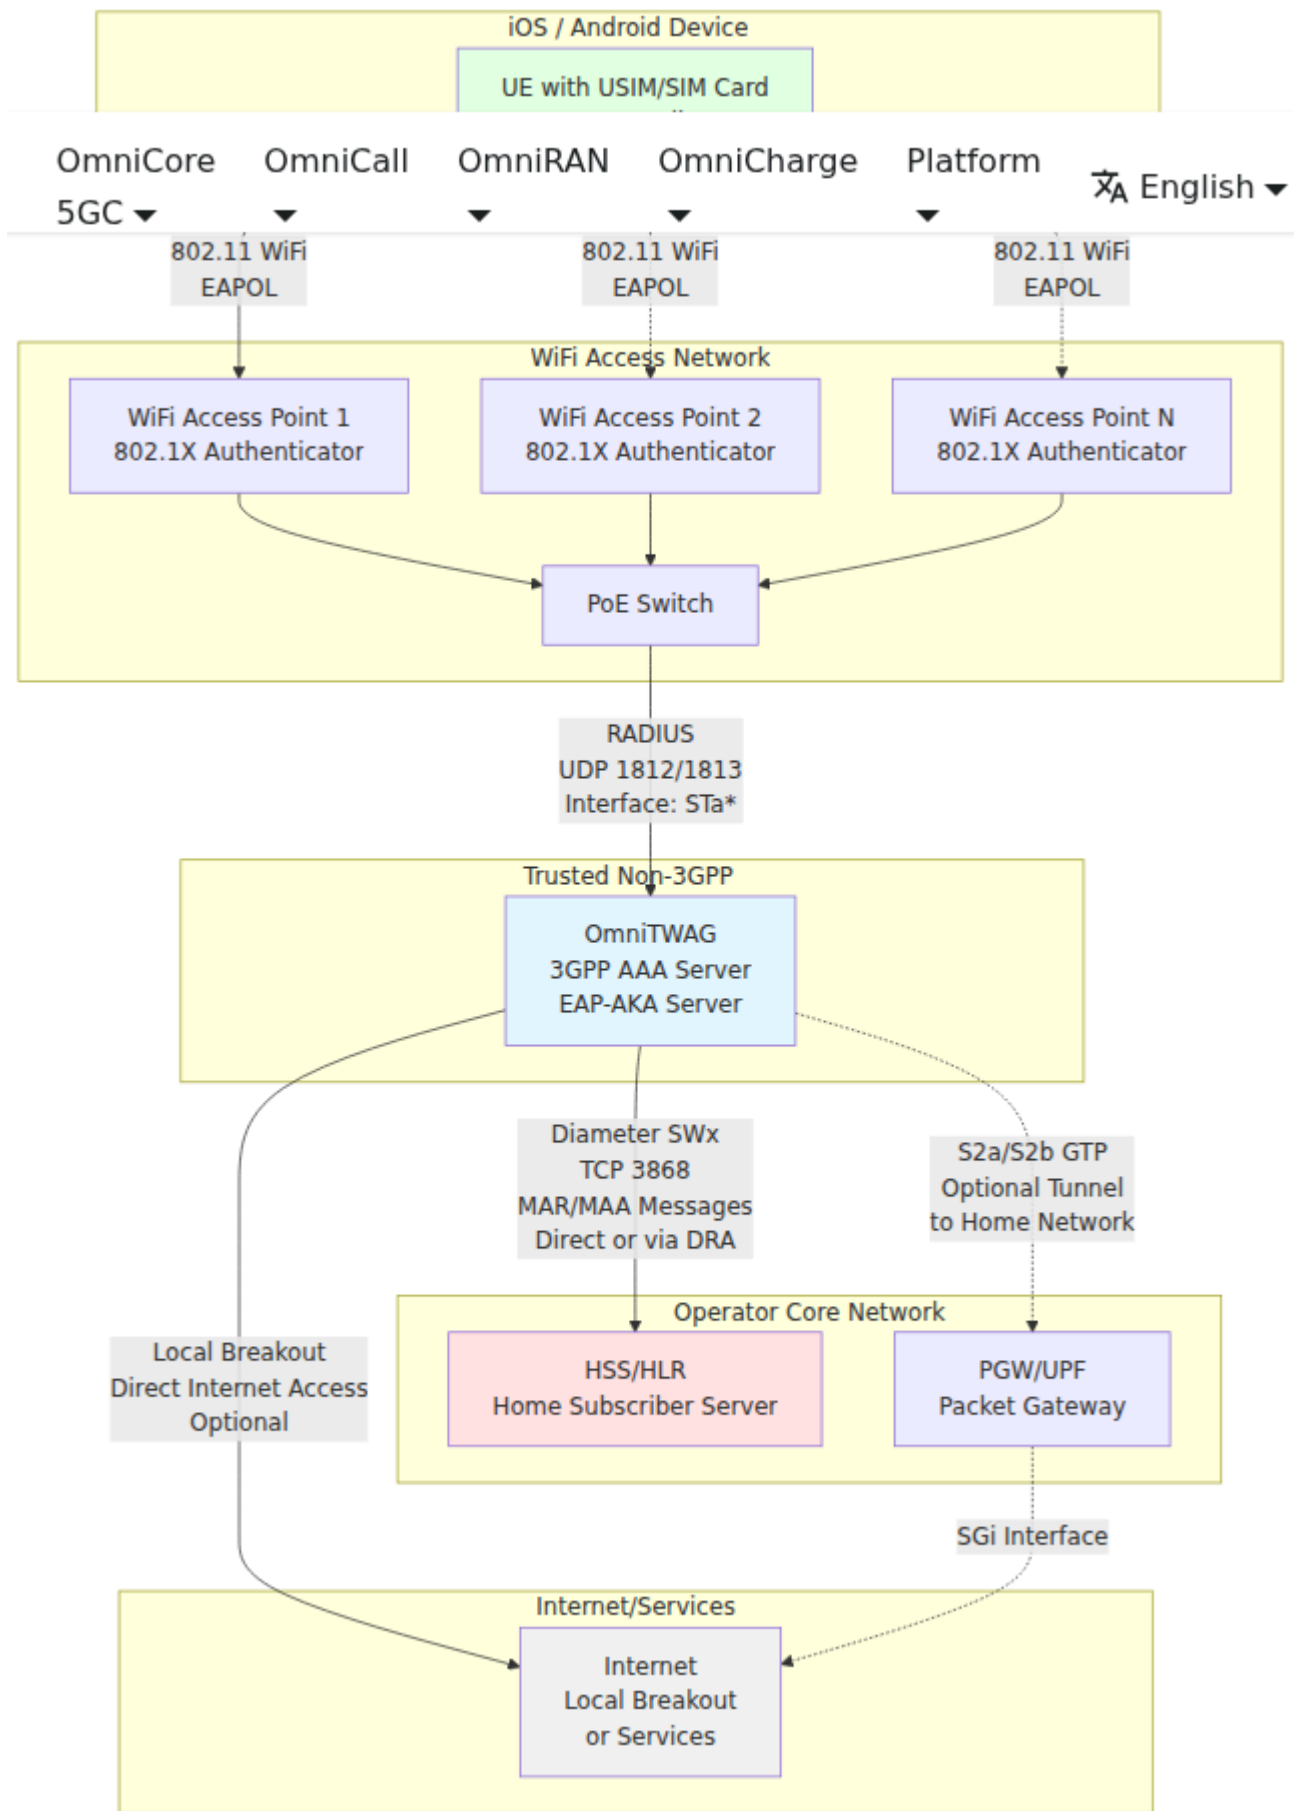 iOS / Android Device
UE with USIM/SIM Card
OmniCore
5GC
OmniCall
OmniRAN
OmniCharge
Platform
English
802.11 WiFi
EAPOL
802.11 WiFi
EAPOL
802.11 WiFi
EAPOL
WiFi Access Network
WiFi Access Point 1
802.1X Authenticator
WiFi Access Point 2
802.1X Authenticator
WiFi Access Point N
802.1X Authenticator
PoE Switch
RADIUS
UDP 1812/1813
Interface: STa*
Trusted Non-3GPP
OmniTWAG
3GPP AAA Server
EAP-AKA Server
Diameter SWx
TCP 3868
MAR/MAA Messages
Direct or via DRA
S2a/S2b GTP
Optional Tunnel
to Home Network
Operator Core Network
HSS/HLR
Home Subscriber Server
PGW/UPF
Packet Gateway
Local Breakout
Direct Internet Access
Optional
SGi Interface
Internet/Services
Internet
Local Breakout
or Services